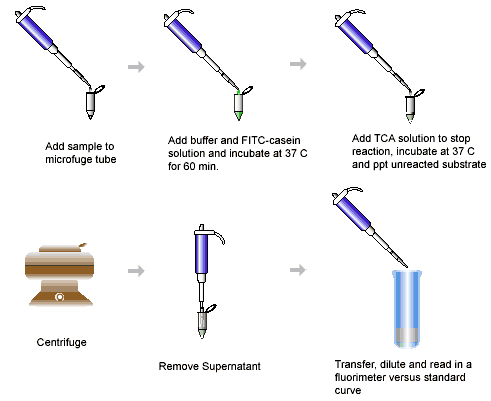 Add sample to
microfuge tube
Add buffer and FITC-casein
solution and incubate at 37 C
for 60 min.
Add TCA solution to stop
reaction, incubate at 37 C
and ppt unreacted substrate
Centrifuge
Remove Supernatant
Transfer, dilute and read in a
fluorimeter versus standard
curve